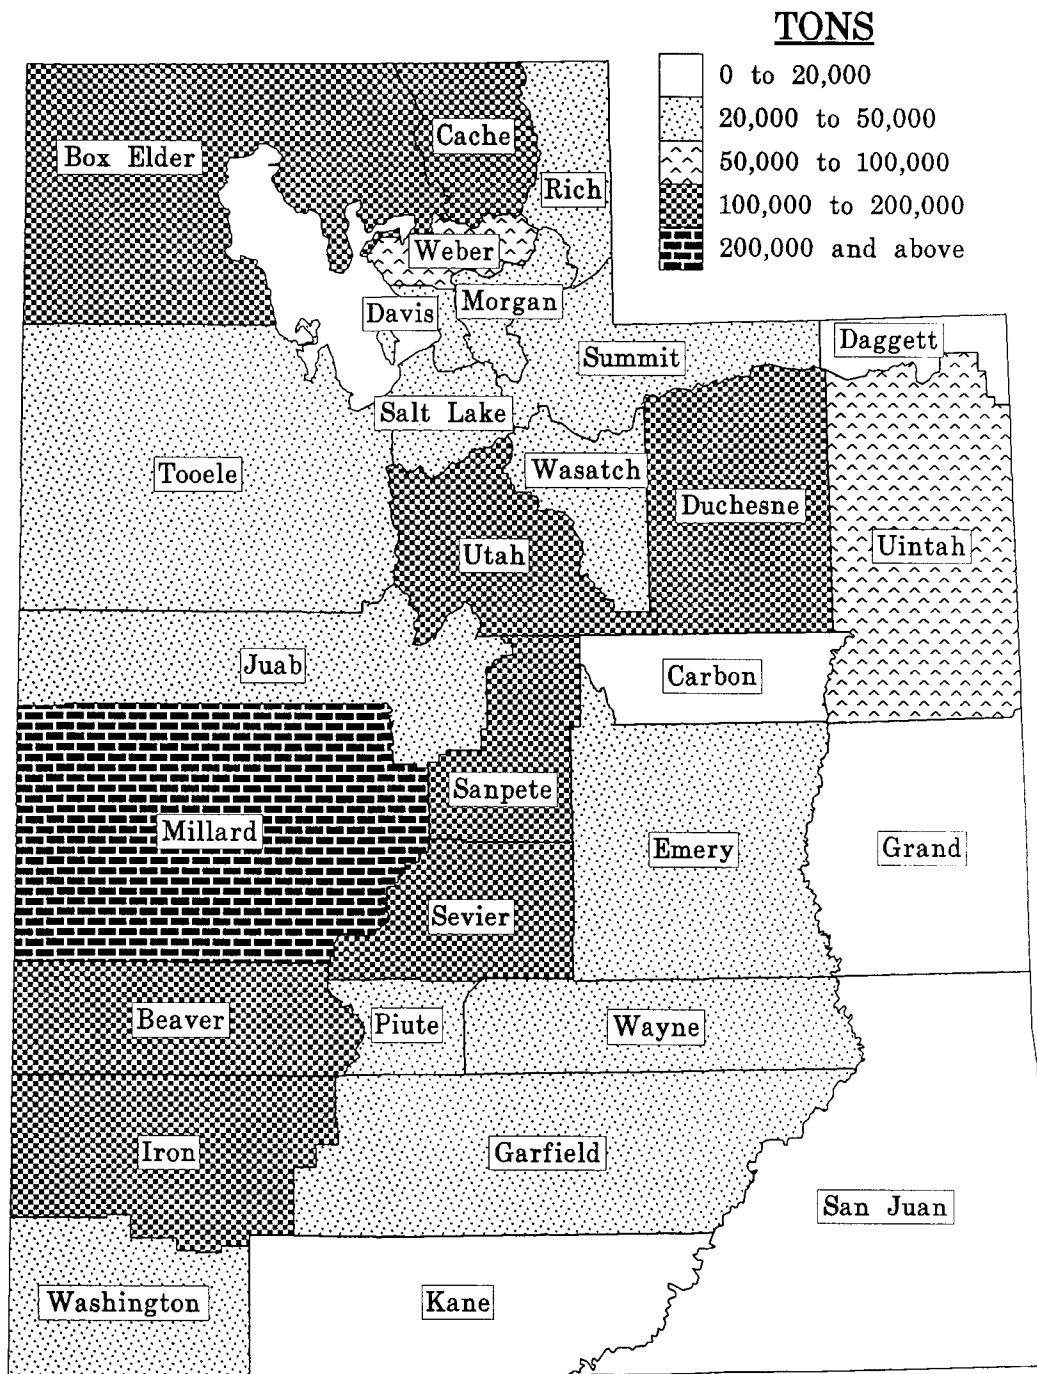 TONS
0 to 20,000
20,000 to 50,000
50,000 to 100,000
100,000 to 200,000
200,000 and above
Cache
Box Elder
Rich
Weber
Morgan
Davis
Daggett
Summit
Salt Lake
Wasatch
Tooele
Duchesne
Utah
Uintah
Juab
Carbon
Sanpete
Millard
Emery
Grand
Sevier
Beaver
Piute
Wayne
Iron
Garfield
San Juan
Washington
Kane